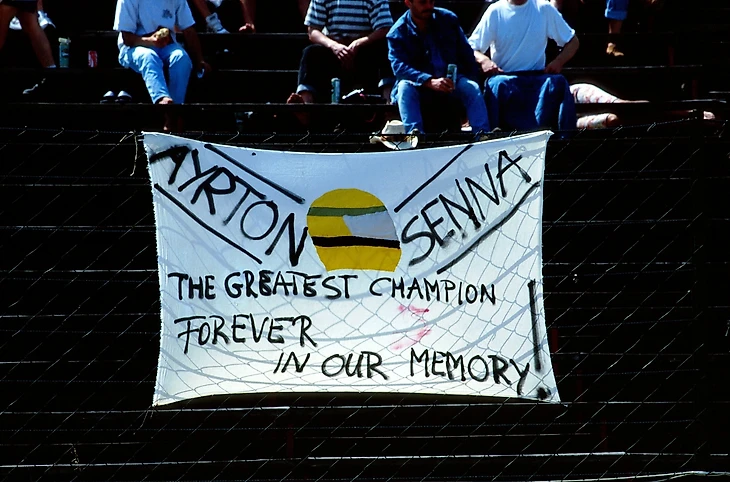 AYRTON SENNA
THE GREATEST CHAMPION
FOREVER
IN OUR MEMORY!